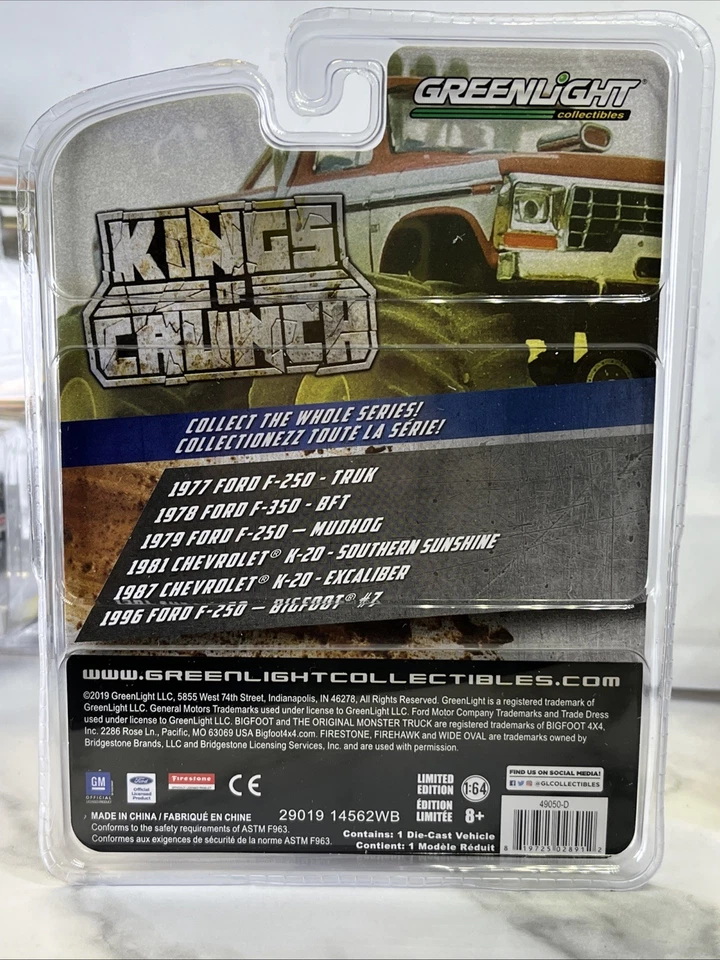 GREENLiGHT®
collectibles
KINGS
OF
CRUNCH
COLLECT THE WHOLE SERIES!
COLLECTIONEZZ TOUTE LA SÉRIE!
1977 FORD F-250 - TRUK
1978 FORD F-350 - BFT
1979 FORD F-250 – MUDHOG
1981 CHEVROLET® K-20 - SOUTHERN SUNSHINE
1987 CHEVROLET® K-20 - EXCALIBER
1996 FORD F-250 – BIGFOOT® #7
WWW.GREENLIGHTCOLLECTIBLES.COM
©2019 GreenLight LLC, 5855 West 74th Street, Indianapolis, IN 46278, All Rights Reserved. GreenLight is a registered trademark of
GreenLight LLC. General Motors Trademarks used under license to GreenLight LLC. Ford Motor Company Trademarks and Trade Dress
used under license to GreenLight LLC. BIGFOOT and THE ORIGINAL MONSTER TRUCK are registered trademarks of BIGFOOT 4X4,
Inc. 2286 Rose Ln., Pacific, MO 63069 USA Bigfoot4x4.com. FIRESTONE, FIREHAWK and WIDE OVAL are trademarks owned by
Bridgestone Brands, LLC and Bridgestone Licensing Services, Inc. and are used with permission.
GM
OFFICIAL
Ford
Official
Licensed
Product
Firestone
CE
LIMITED
EDITION
ÉDITION
LIMITÉE
1:64
8+
FIND US ON SOCIAL MEDIA!
@GLCOLLECTIBLES
49050-D
MADE IN CHINA / FABRIQUÉ EN CHINE
29019 14562WB
Conforms to the safety requirements of ASTM F963.
Conformes aux exigences de sécurité de la norme ASTM F963.
Contains: 1 Die-Cast Vehicle
Contient: 1 Modèle Réduit
8 19725 02891 2